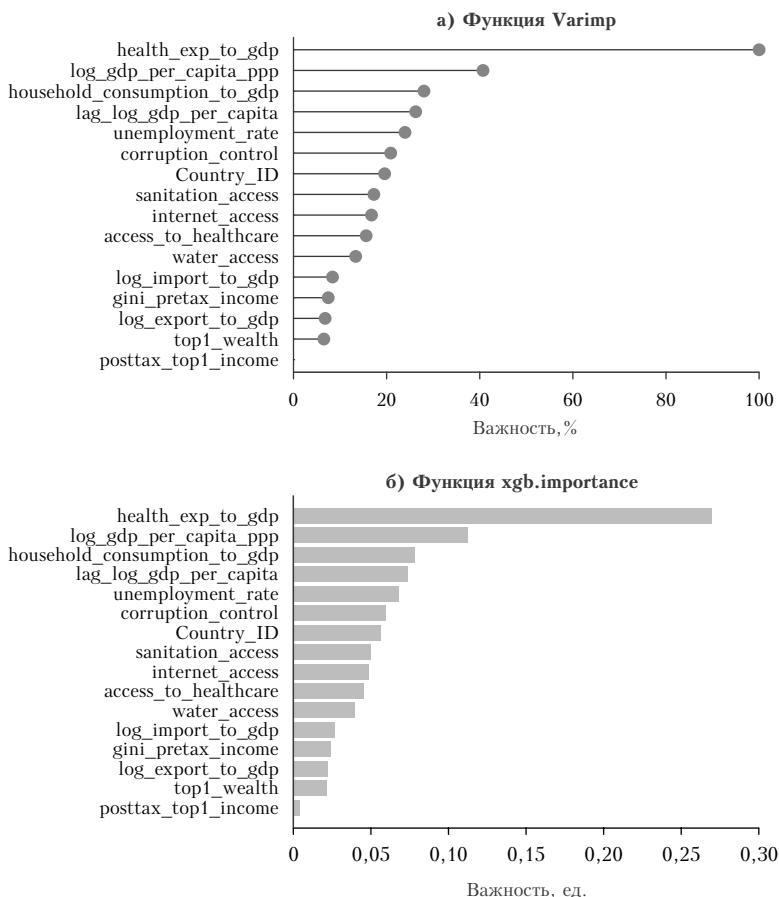 а) Функция Varimp
health_exp_to_gdp
log_gdp_per_capita_ppp
household_consumption_to_gdp
lag_log_gdp_per_capita
unemployment_rate
corruption_control
Country_ID
sanitation_access
internet_access
access_to_healthcare
water_access
log_import_to_gdp
gini_pretax_income
log_export_to_gdp
top1_wealth
posttax_top1_income
0 20 40 60 80 100
Важность,%
б) Функция xgb.importance
health_exp_to_gdp
log_gdp_per_capita_ppp
household_consumption_to_gdp
lag_log_gdp_per_capita
unemployment_rate
corruption_control
Country_ID
sanitation_access
internet_access
access_to_healthcare
water_access
log_import_to_gdp
gini_pretax_income
log_export_to_gdp
top1_wealth
posttax_top1_income
0 0,05 0,10 0,15 0,20 0,25 0,30
Важность, ед.